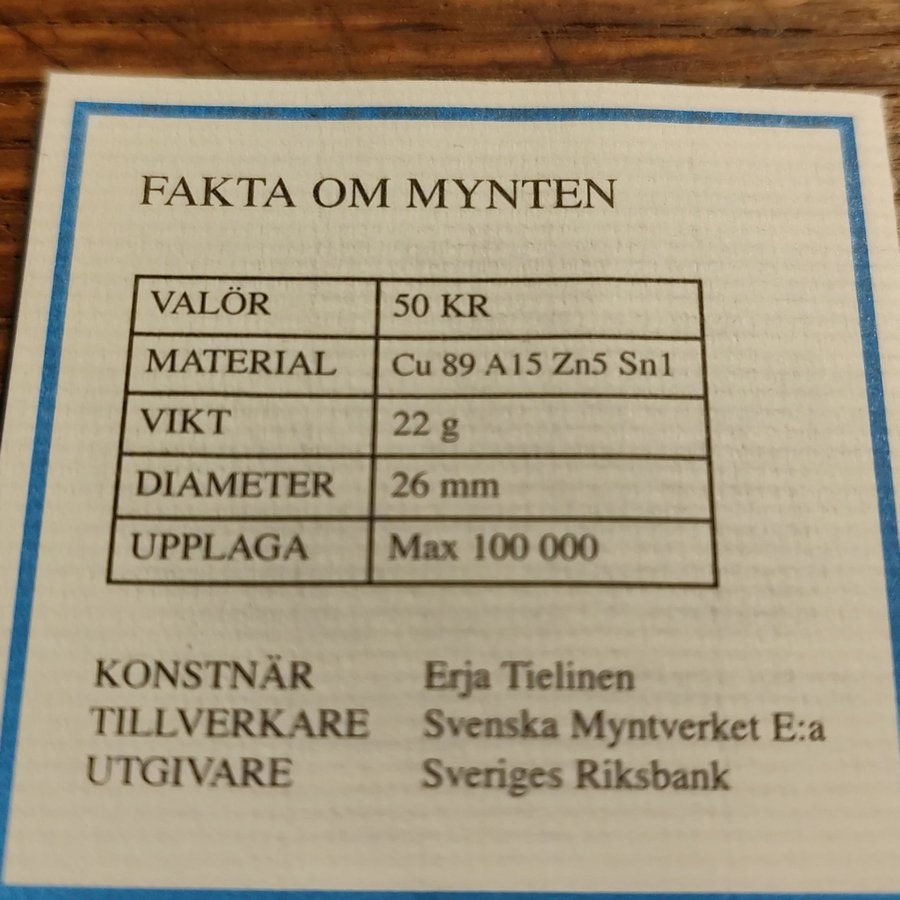 FAKTA OM MYNTEN
VALÖR 50 KR
MATERIAL Cu 89 A15 Zn5 Sn1
VIKT 22 g
DIAMETER 26 mm
UPPLAGA Max 100 000
KONSTNÄR Erja Tielinen
TILLVERKARE Svenska Myntverket E:a
UTGIVARE Sveriges Riksbank